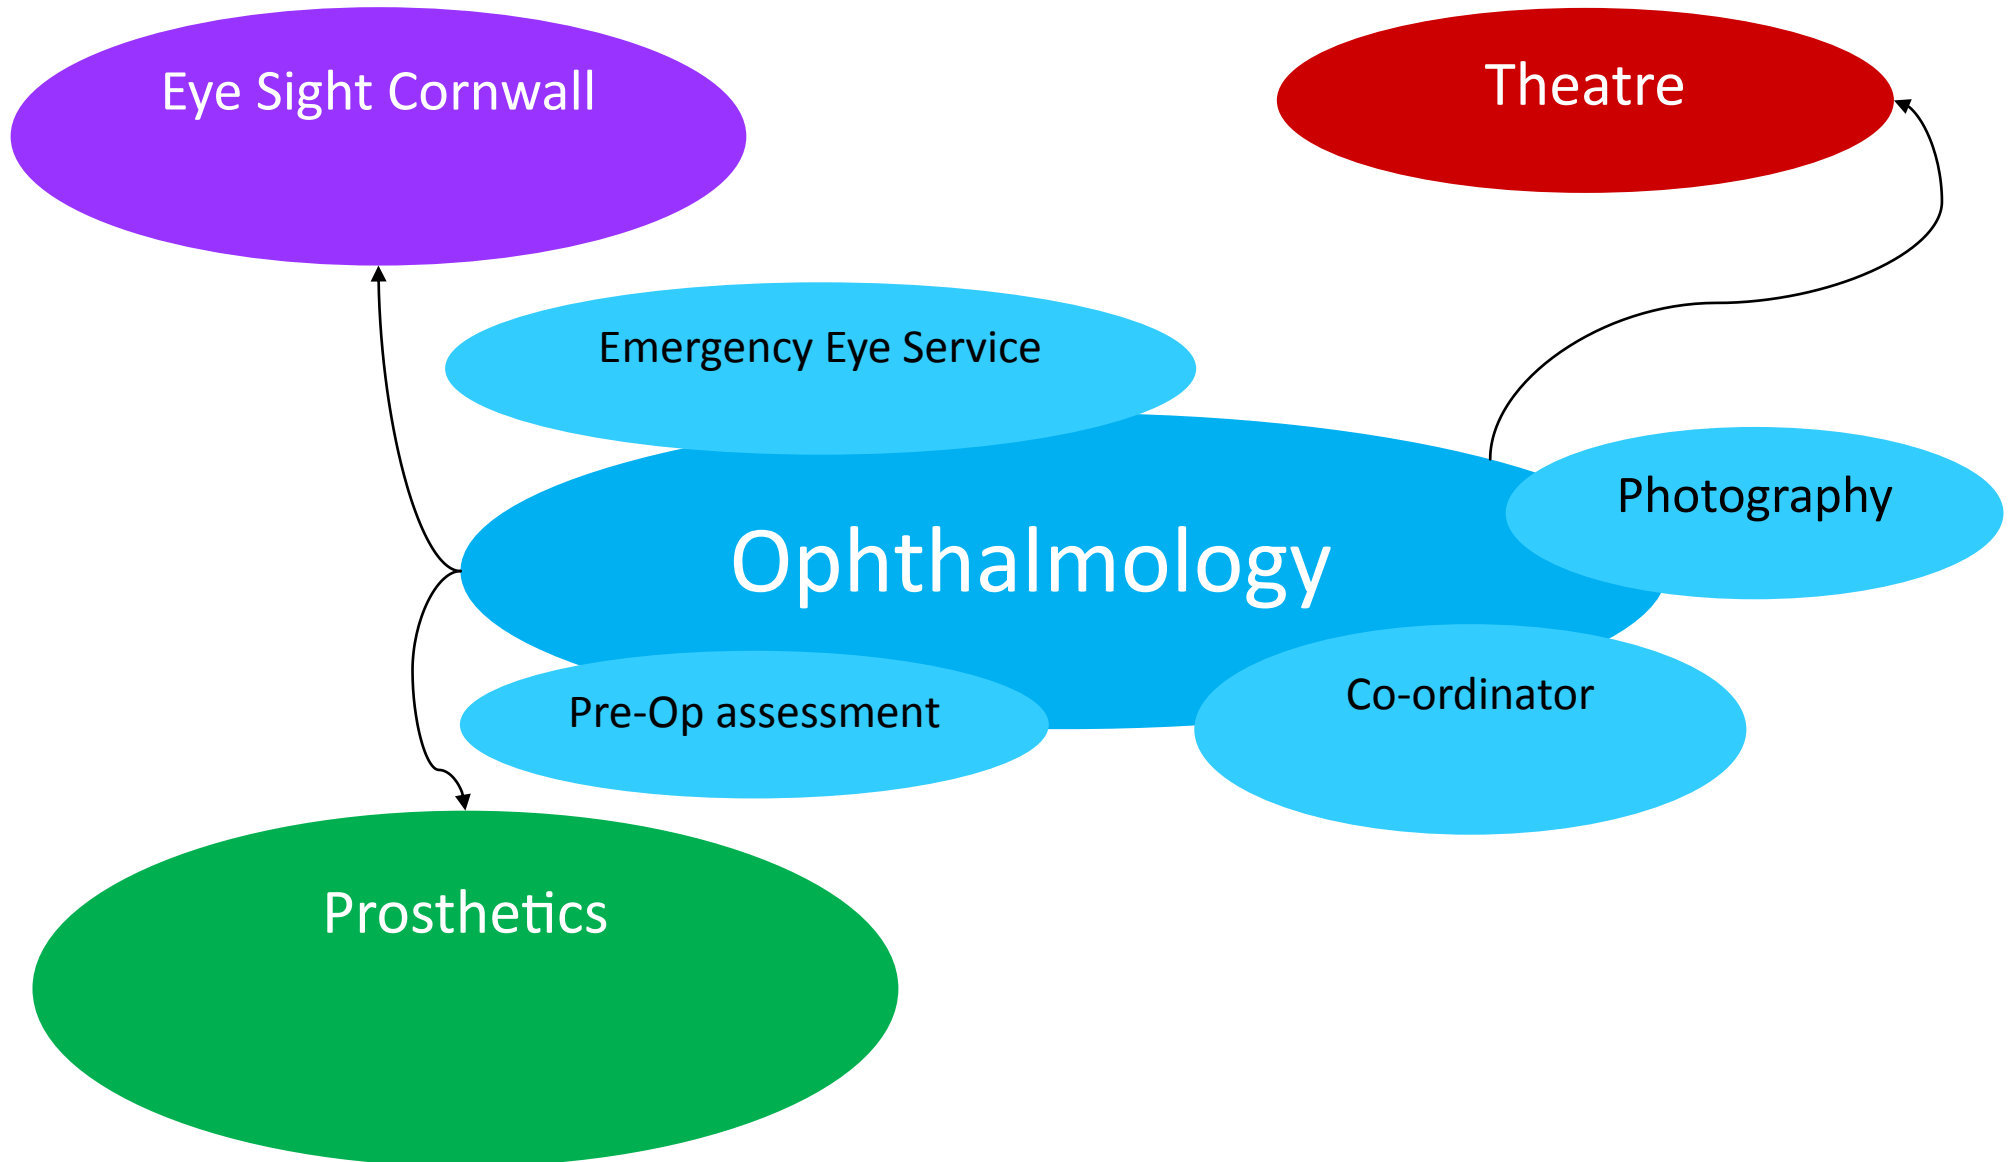 Eye Sight Cornwall
Theatre
Emergency Eye Service
Photography
Ophthalmology
Co-ordinator
Pre-Op assessment
Prosthetics